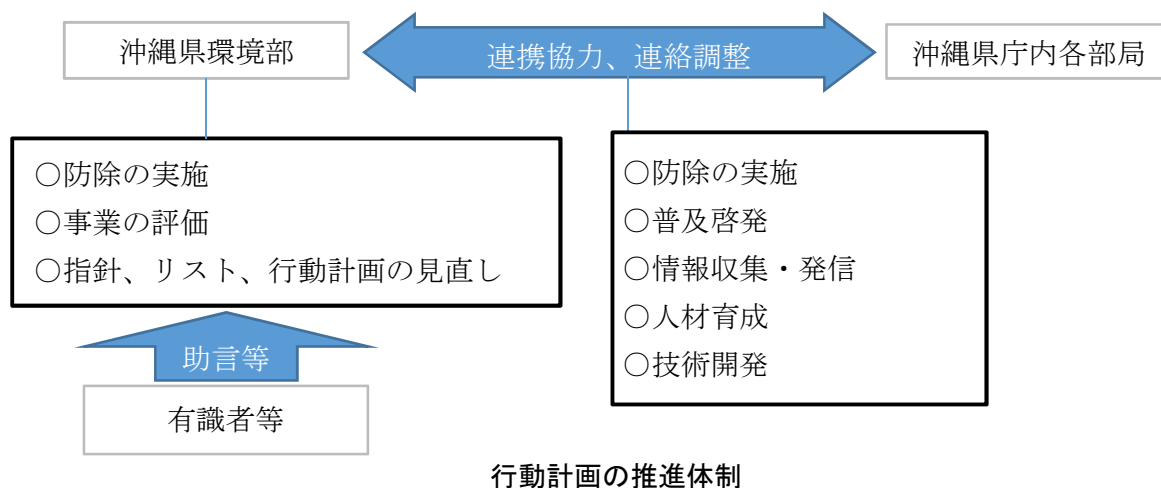 沖縄県環境部
連携協力、連絡調整
沖縄県庁内各部局
○防除の実施
○事業の評価
○指針、リスト、行動計画の見直し
○防除の実施
○普及啓発
○情報収集・発信
○人材育成
○技術開発
助言等
有識者等
行動計画の推進体制